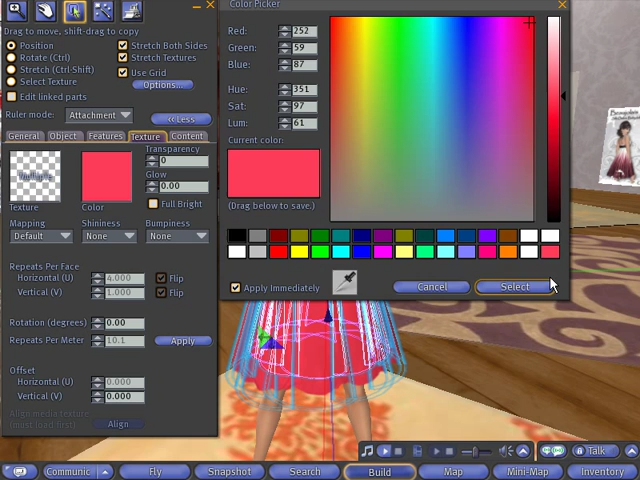 Color Picker
Drag to move, shift-drag to copy
Position
Rotate (Ctrl)
Stretch (Ctrl-Shift)
Select Texture
Edit linked parts
Stretch Both Sides
Stretch Textures
Use Grid
Options...
Ruler mode: Attachment
<< Less
General Object Features Texture Content
Texture
Color
Transparency
0
Glow
0.00
Full Bright
Mapping Shininess Bumpiness
Default None None
Repeats Per Face
Horizontal (U) 4.000 Flip
Vertical (V) 1.000 Flip
Rotation (degrees) 0.00
Repeats Per Meter 10.1 Apply
Offset
Horizontal (U) 0.000
Vertical (V) 0.000
Align media texture
(must load first) Align
Red: 252
Green: 59
Blue: 87
Hue: 351
Sat: 97
Lum: 61
Current color:
(Drag below to save.)
Apply Immediately
Cancel Select
Talk
Communic Fly Snapshot Search Build Map Mini-Map Inventory